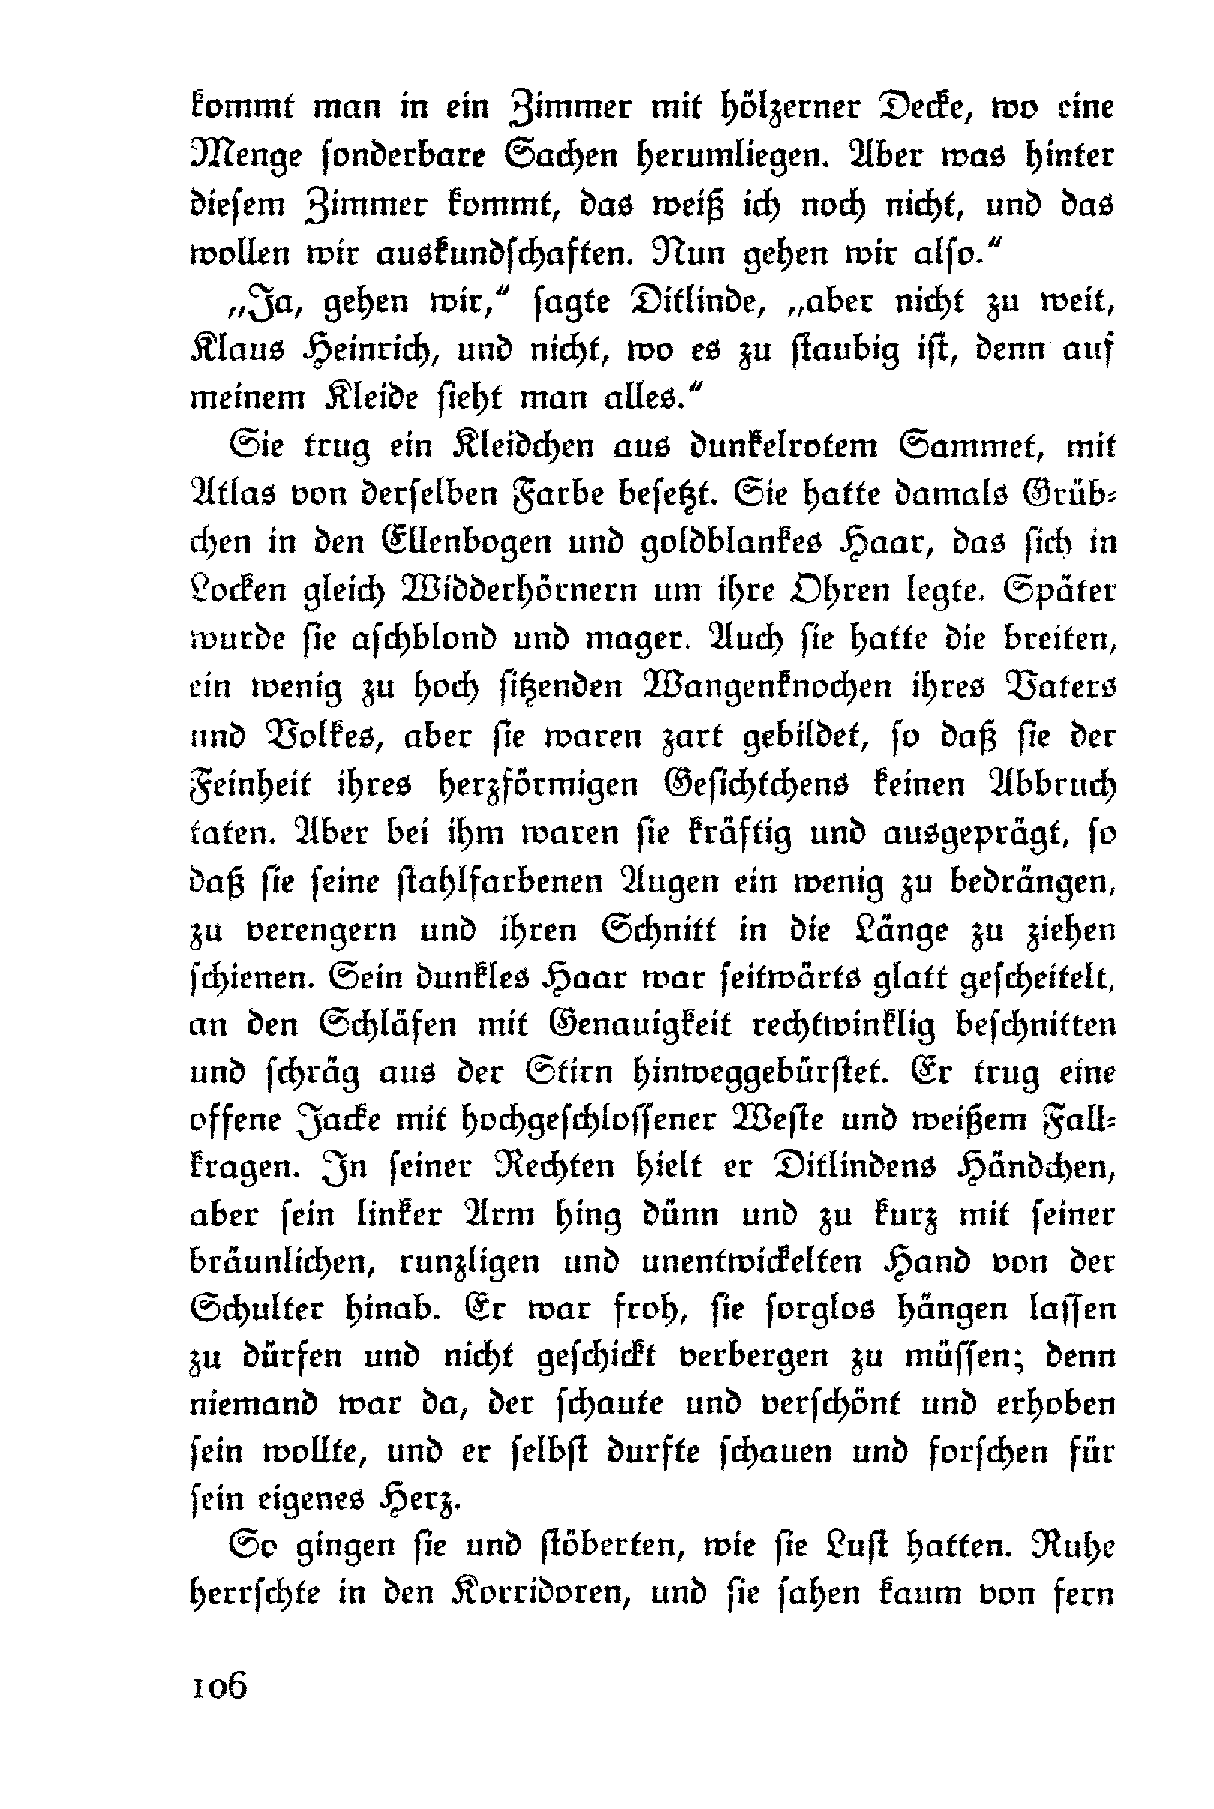 kommt man in ein Zimmer mit hölzerner Decke, wo eine
Menge ſonderbare Sachen herumliegen. Aber was hinter
dieſem Zimmer kommt, das weiß ich noch nicht, und das
wollen wir auskundſchaften. Nun gehen wir alſo.“
„Ja, gehen wir,“ ſagte Ditlinde, „aber nicht zu weit,
Klaus Heinrich, und nicht, wo es zu ſtaubig iſt, denn auf
meinem Kleide ſieht man alles.“
Sie trug ein Kleidchen aus dunkelrotem Sammet, mit
Atlas von derſelben Farbe beſetzt. Sie hatte damals Grüb⸗
chen in den Ellenbogen und goldblankes Haar, das ſich in
Locken gleich Widderhörnern um ihre Ohren legte. Später
wurde ſie aſchblond und mager. Auch ſie hatte die breiten,
ein wenig zu hoch ſitzenden Wangenknochen ihres Vaters
und Volkes, aber ſie waren zart gebildet, ſo daß ſie der
Feinheit ihres herzförmigen Geſichtchens keinen Abbruch
taten. Aber bei ihm waren ſie kräftig und ausgeprägt, ſo
daß ſie ſeine ſtahlfarbenen Augen ein wenig zu bedrängen,
zu verengern und ihren Schnitt in die Länge zu ziehen
ſchienen. Sein dunkles Haar war ſeitwärts glatt geſcheitelt,
an den Schläfen mit Genauigkeit rechtwinklig beſchnitten
und ſchräg aus der Stirn hinweggebürſtet. Er trug eine
offene Jacke mit hochgeſchloſſener Weſte und weißem Fall⸗
kragen. In ſeiner Rechten hielt er Ditlindens Händchen,
aber ſein linker Arm hing dünn und zu kurz mit ſeiner
bräunlichen, runzligen und unentwickelten Hand von der
Schulter hinab. Er war froh, ſie ſorglos hängen laſſen
zu dürfen und nicht geſchickt verbergen zu müſſen; denn
niemand war da, der ſchaute und verſchönt und erhoben
ſein wollte, und er ſelbſt durfte ſchauen und forſchen für
ſein eigenes Herz.
So gingen ſie und ſtöberten, wie ſie Luſt hatten. Ruhe
herrſchte in den Korridoren, und ſie ſahen kaum von fern
106